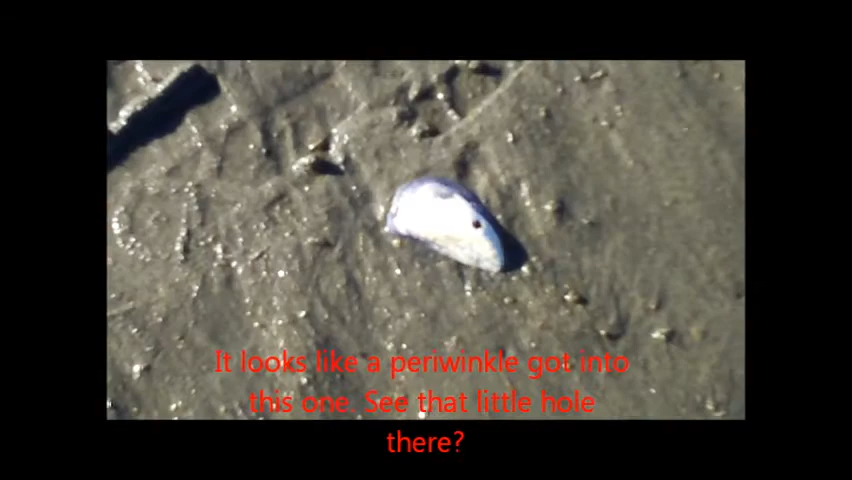 It looks like a periwinkle got into
this one. See that little hole
there?